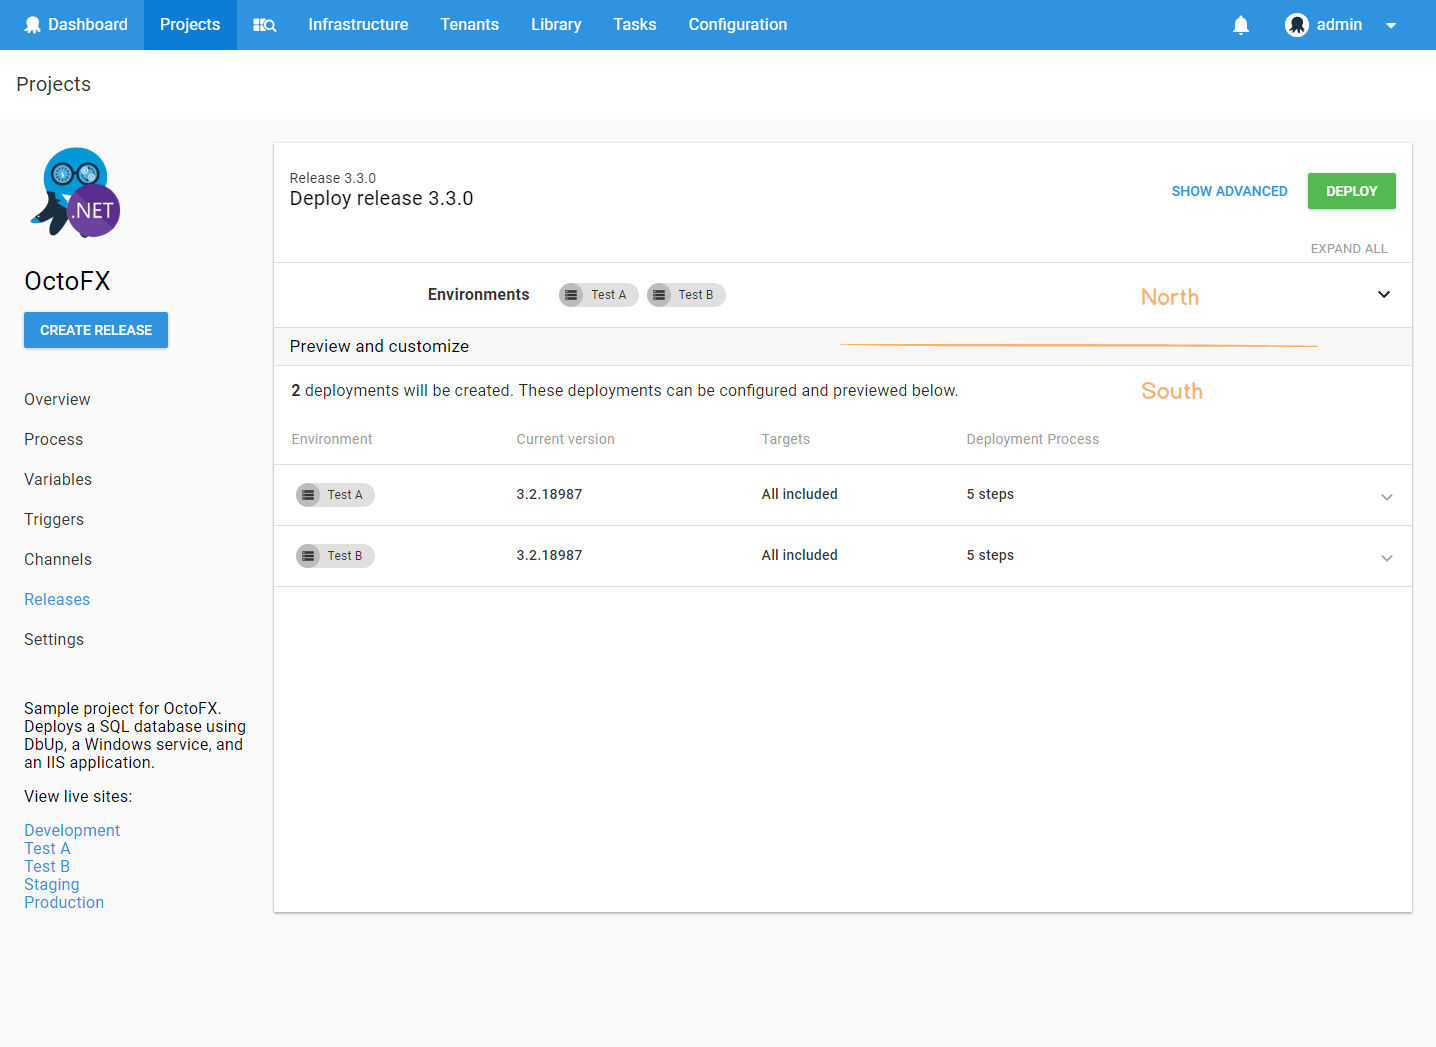 Dashboard Projects Infrastructure Tenants Library Tasks Configuration admin
Projects
.NET
OctoFX
CREATE RELEASE
Overview
Process
Variables
Triggers
Channels
Releases
Settings
Sample project for OctoFX.
Deploys a SQL database using
DbUp, a Windows service, and
an IIS application.
View live sites:
Development
Test A
Test B
Staging
Production
Release 3.3.0
Deploy release 3.3.0
SHOW ADVANCED DEPLOY
EXPAND ALL
Environments Test A Test B North
Preview and customize
2 deployments will be created. These deployments can be configured and previewed below. South
Environment Current version Targets Deployment Process
Test A 3.2.18987 All included 5 steps
Test B 3.2.18987 All included 5 steps